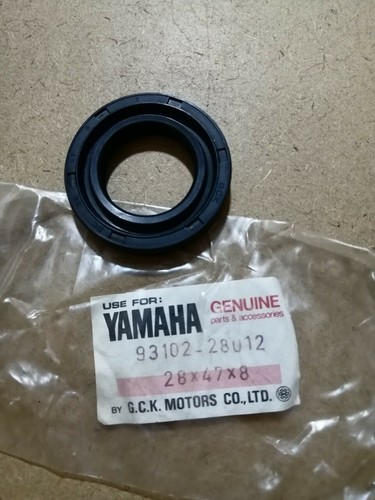 USE FOR:
YAMAHA
GENUINE
parts & accessories
93102-28012
28×47×8
BY G.C.K. MOTORS CO., LTD.